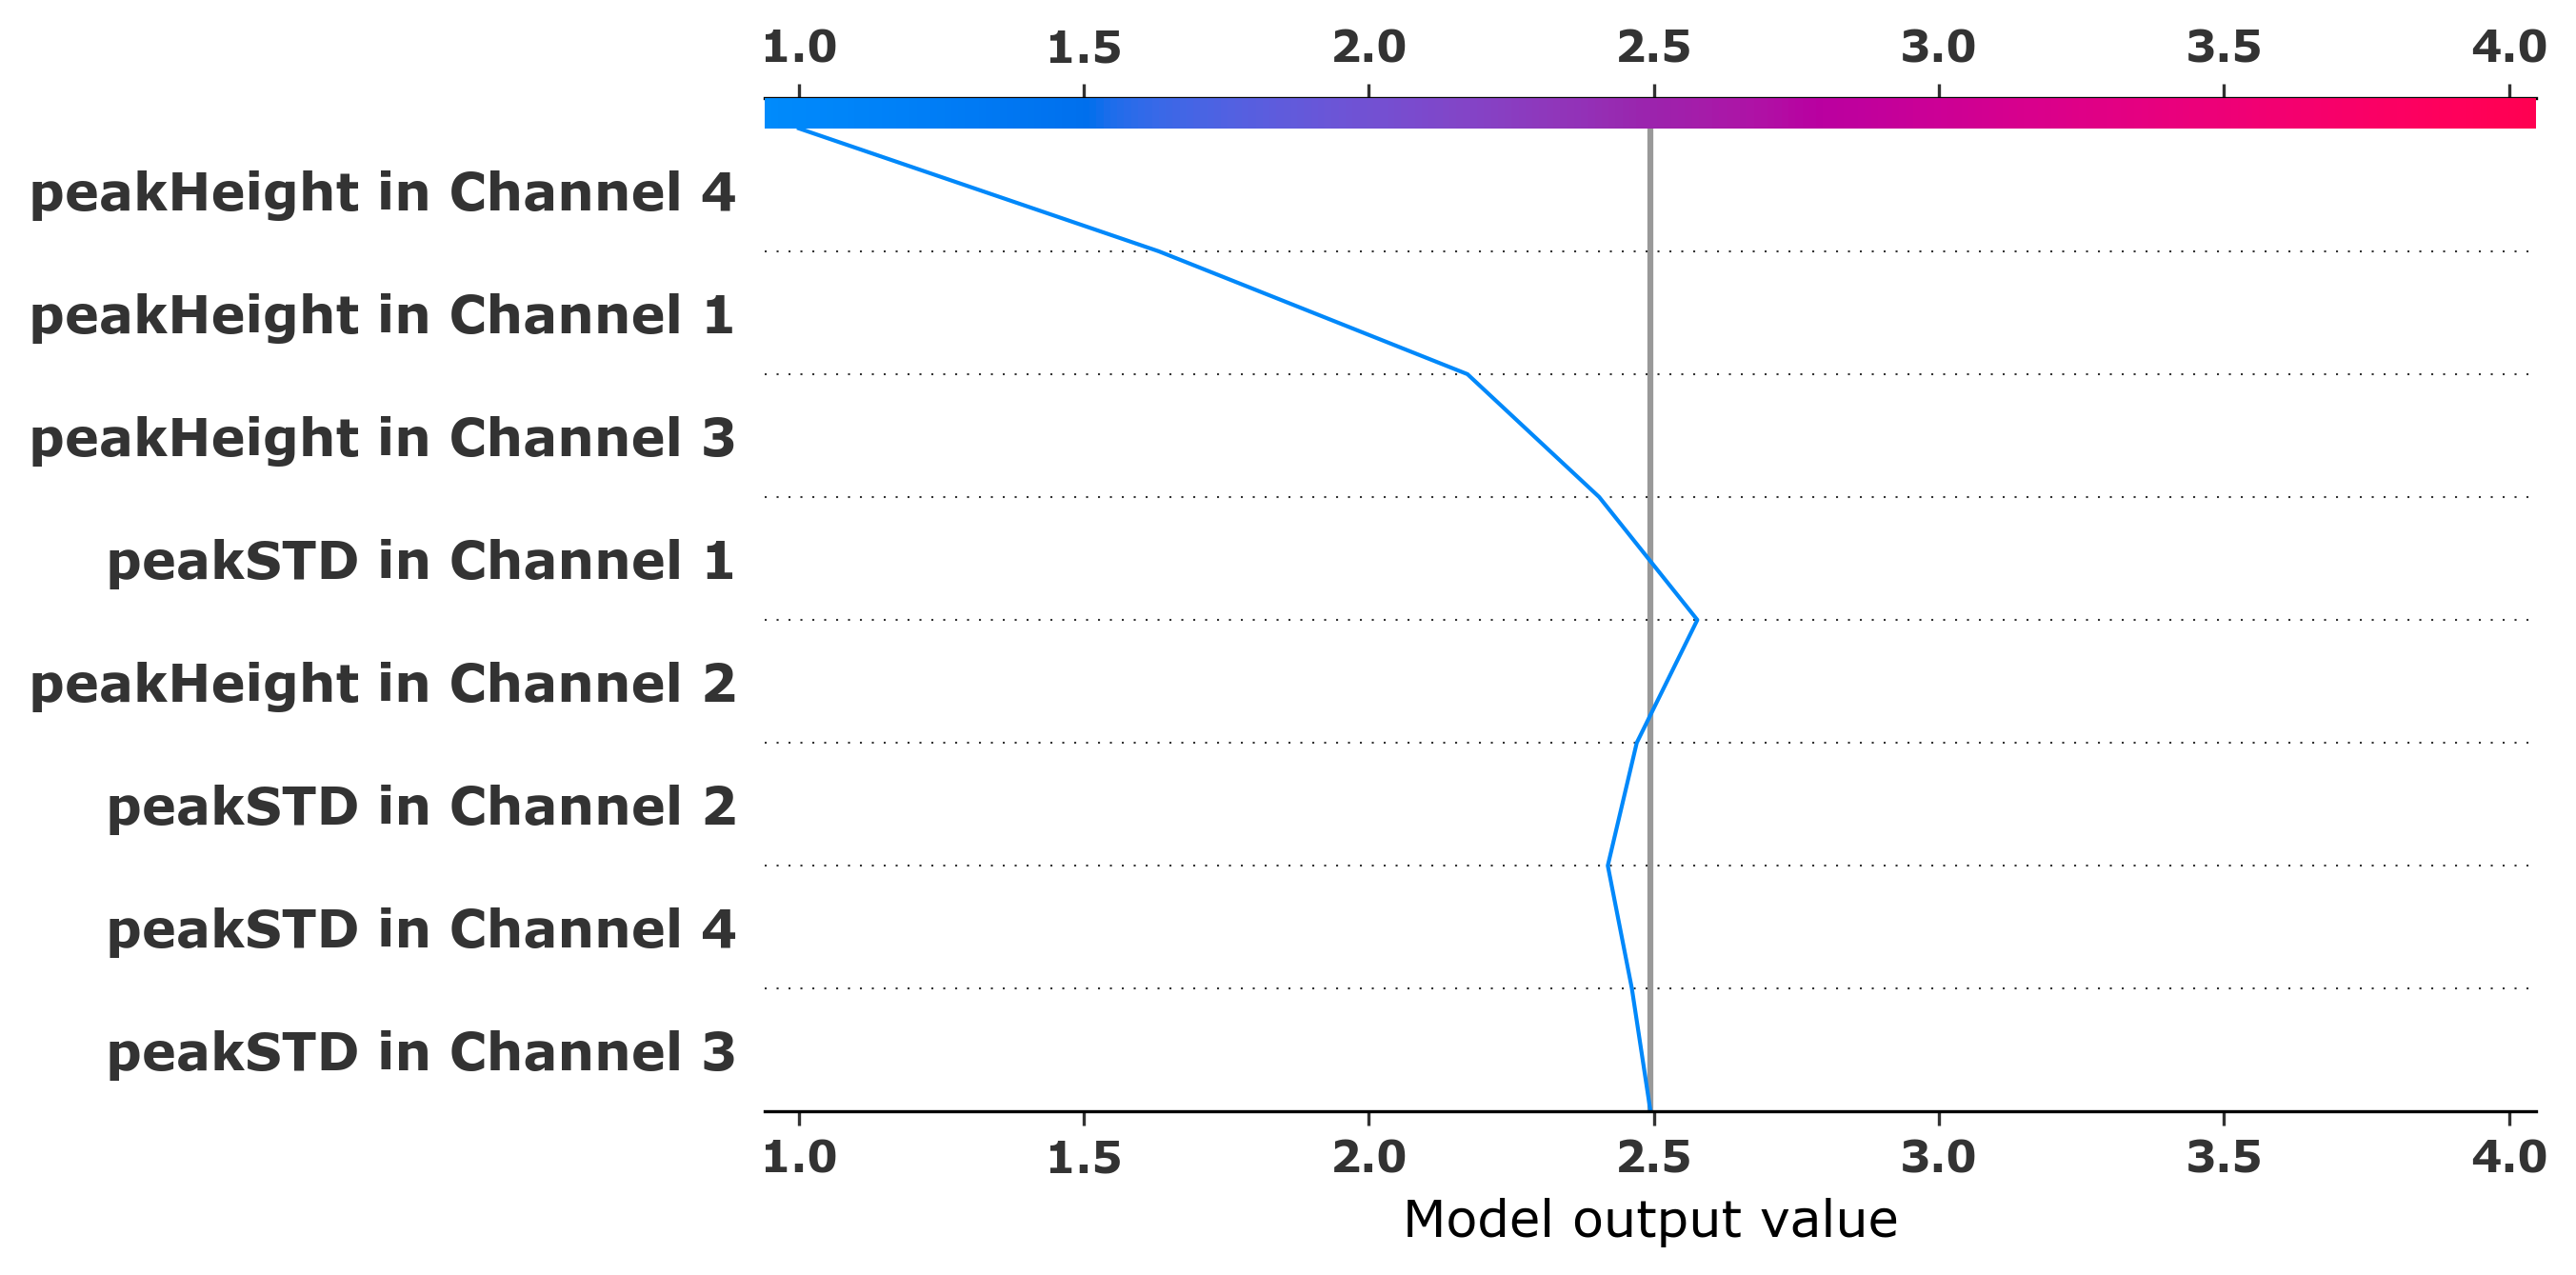 1.0 1.5 2.0 2.5 3.0 3.5 4.0
peakHeight in Channel 4
peakHeight in Channel 1
peakHeight in Channel 3
peakSTD in Channel 1
peakHeight in Channel 2
peakSTD in Channel 2
peakSTD in Channel 4
peakSTD in Channel 3
1.0 1.5 2.0 2.5 3.0 3.5 4.0
Model output value